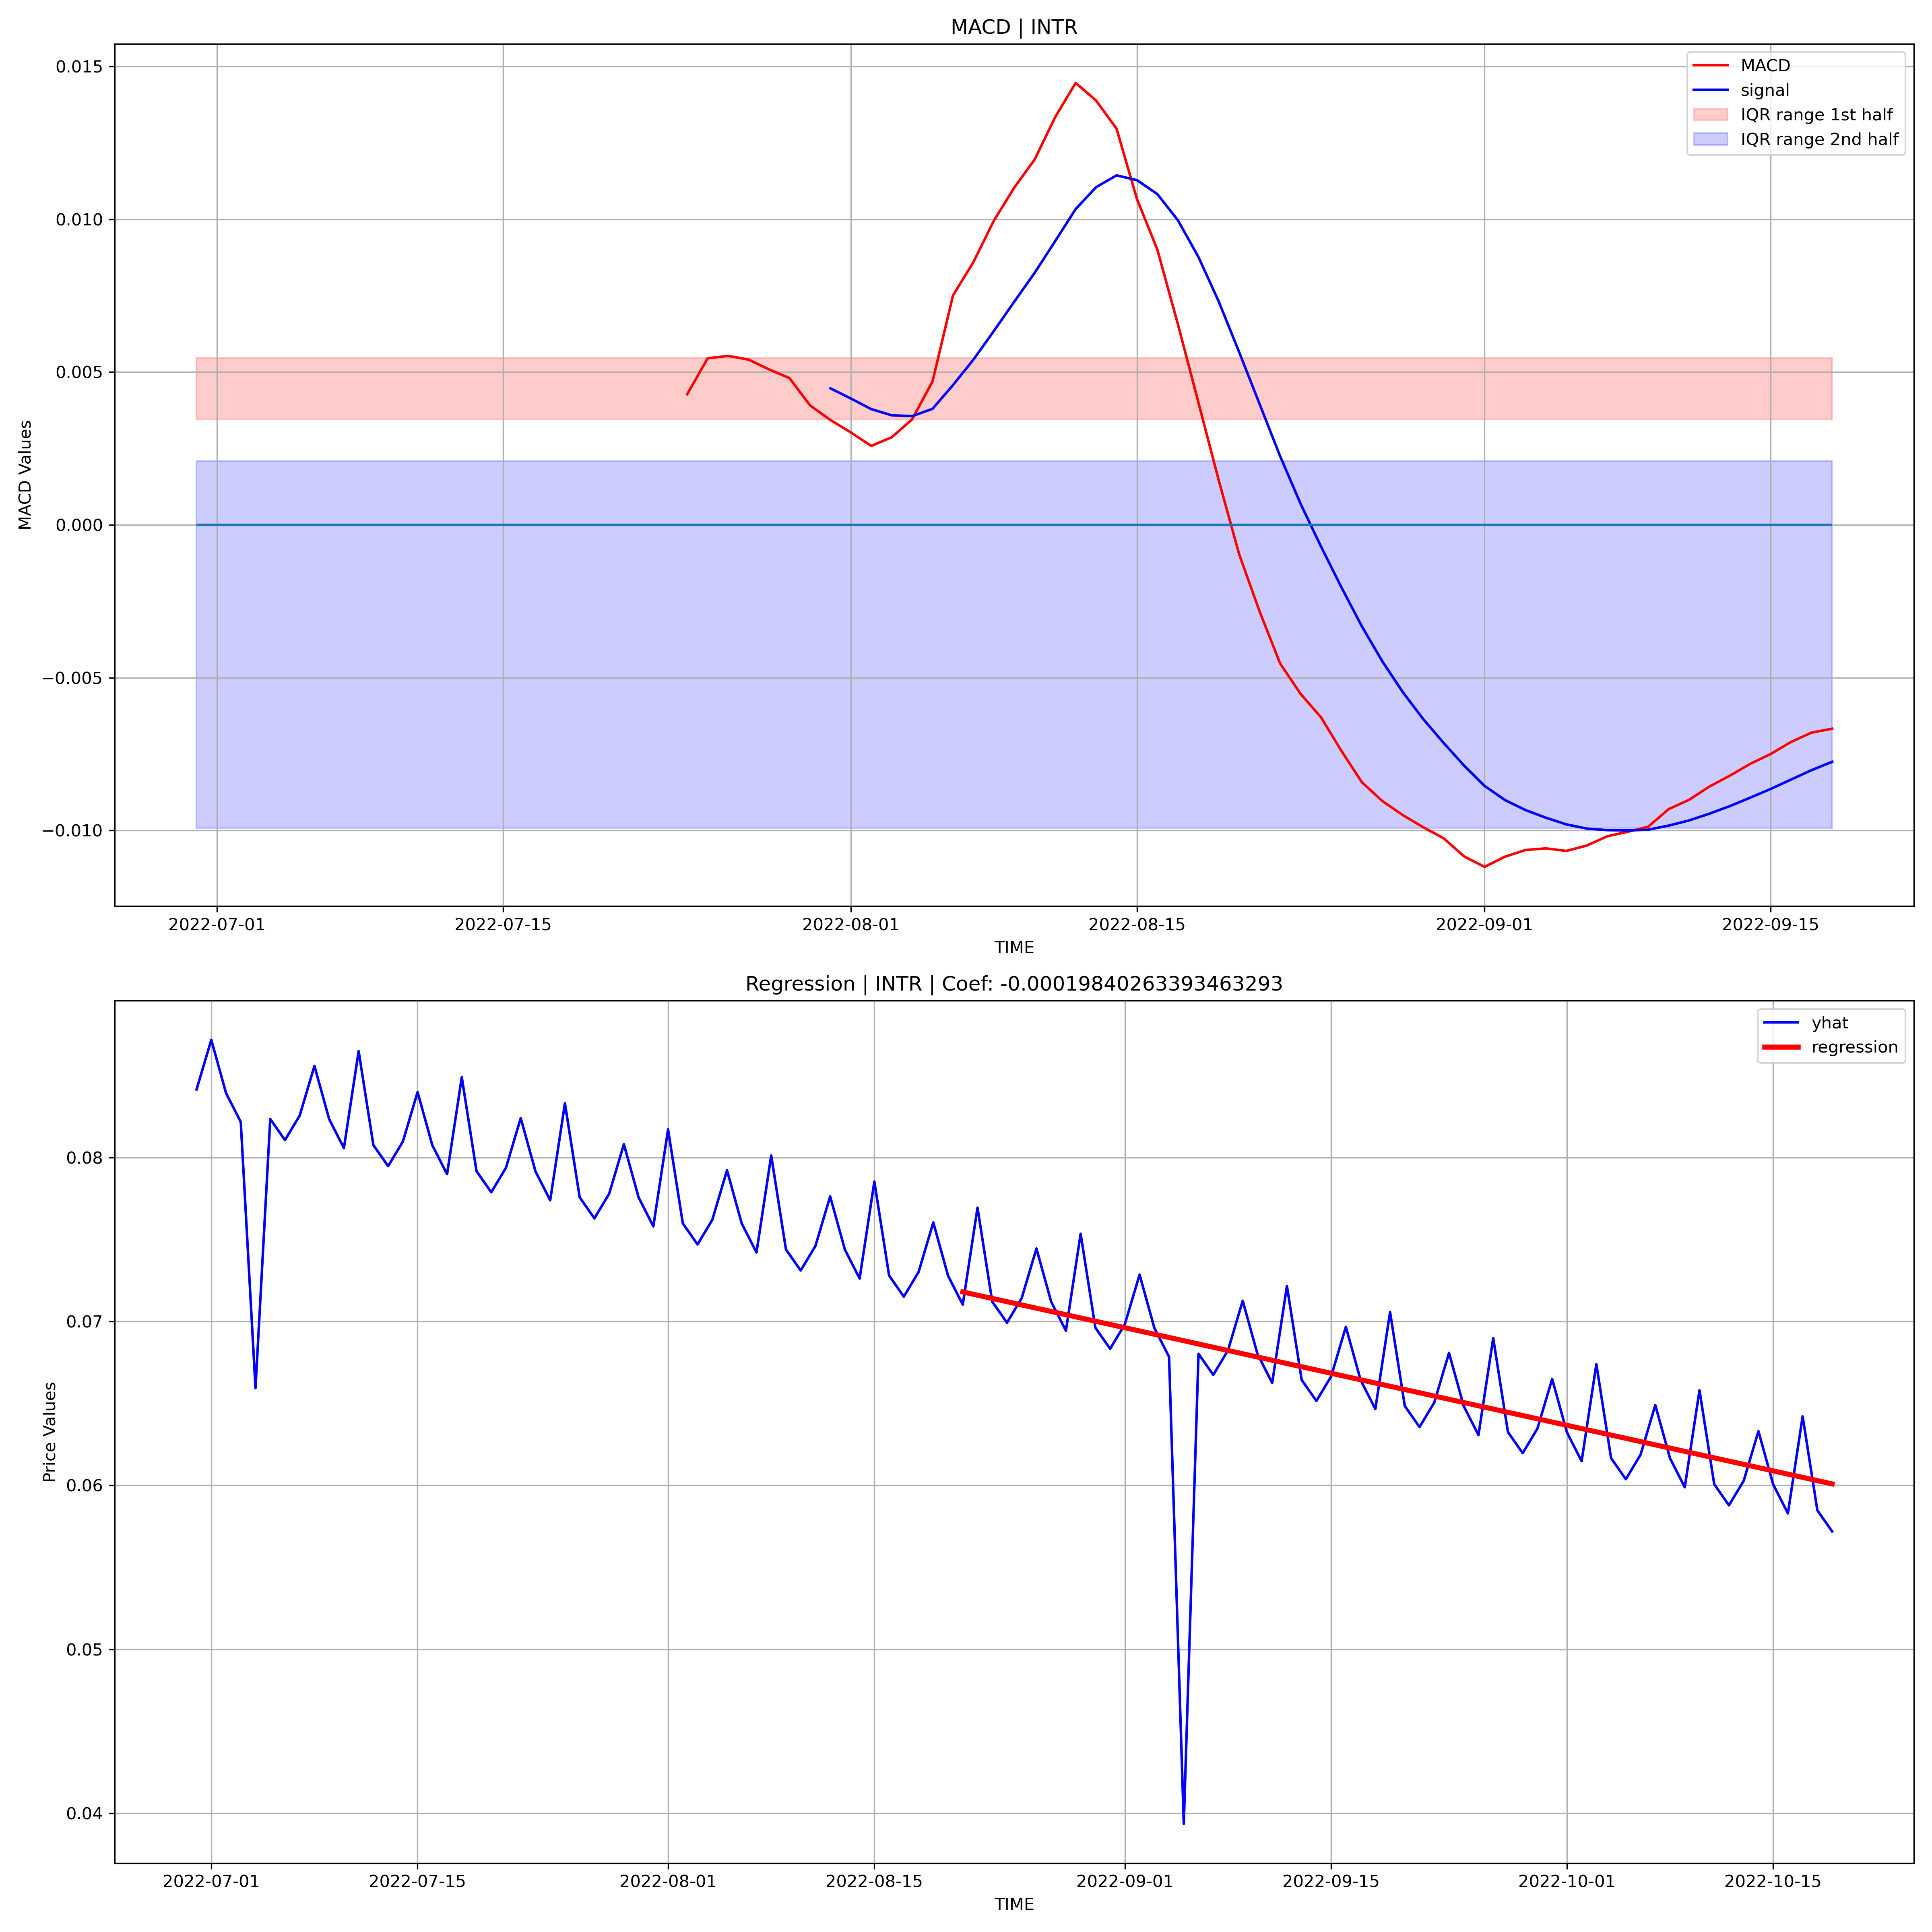 MACD | INTR
MACD
signal
IQR range 1st half
IQR range 2nd half
0.015
0.010
0.005
0.000
−0.005
−0.010
MACD Values
2022-07-01 2022-07-15 2022-08-01 2022-08-15 2022-09-01 2022-09-15
TIME
Regression | INTR | Coef: -0.00019840263393463293
yhat
regression
0.08
0.07
0.06
0.05
0.04
Price Values
2022-07-01 2022-07-15 2022-08-01 2022-08-15 2022-09-01 2022-09-15 2022-10-01 2022-10-15
TIME